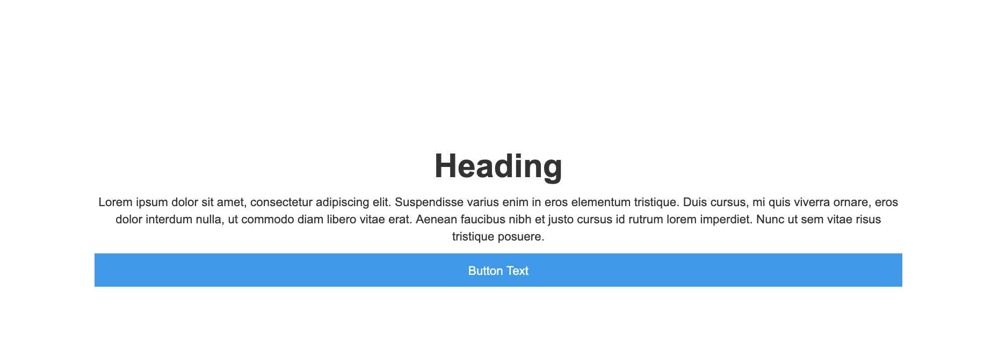 Heading
Lorem ipsum dolor sit amet, consectetur adipiscing elit. Suspendisse varius enim in eros elementum tristique. Duis cursus, mi quis viverra ornare, eros
dolor interdum nulla, ut commodo diam libero vitae erat. Aenean faucibus nibh et justo cursus id rutrum lorem imperdiet. Nunc ut sem vitae risus
tristique posuere.
Button Text